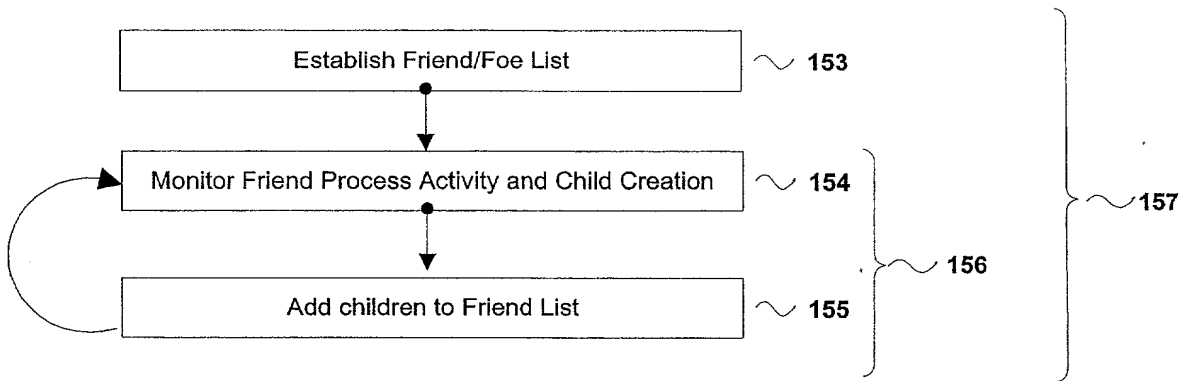 Establish Friend/Foe List
153
Monitor Friend Process Activity and Child Creation
154
157
156
Add children to Friend List
155